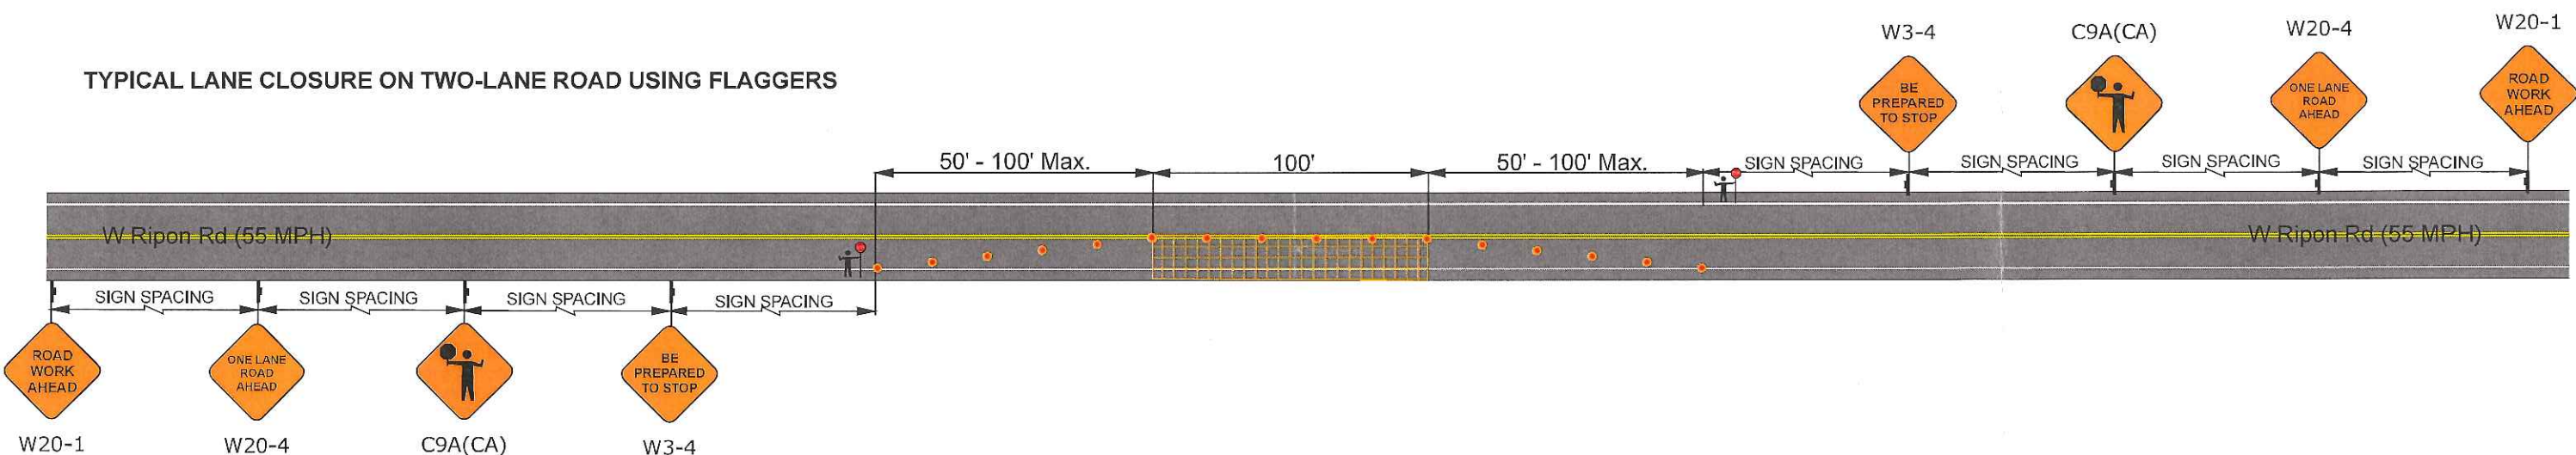 W3-4
C9A(CA)
W20-4
W20-1
TYPICAL LANE CLOSURE ON TWO-LANE ROAD USING FLAGGERS
BE
PREPARED
TO STOP
ONE LANE
ROAD
AHEAD
ROAD
WORK
AHEAD
50' - 100' Max.
100'
50' - 100' Max.
SIGN SPACING
SIGN SPACING
SIGN SPACING
SIGN SPACING
W Ripon Rd (55 MPH)
W Ripon Rd (55 MPH)
SIGN SPACING
SIGN SPACING
SIGN SPACING
SIGN SPACING
ROAD
WORK
AHEAD
ONE LANE
ROAD
AHEAD
BE
PREPARED
TO STOP
W20-1
W20-4
C9A(CA)
W3-4